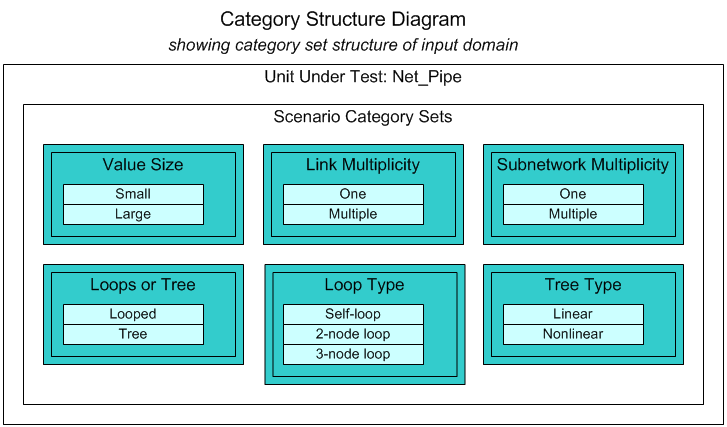 Category Structure Diagram
showing category set structure of input domain
Unit Under Test: Net_Pipe
Scenario Category Sets
Value Size
Small
Large
Link Multiplicity
One
Multiple
Subnetwork Multiplicity
One
Multiple
Loops or Tree
Looped
Tree
Loop Type
Self-loop
2-node loop
3-node loop
Tree Type
Linear
Nonlinear